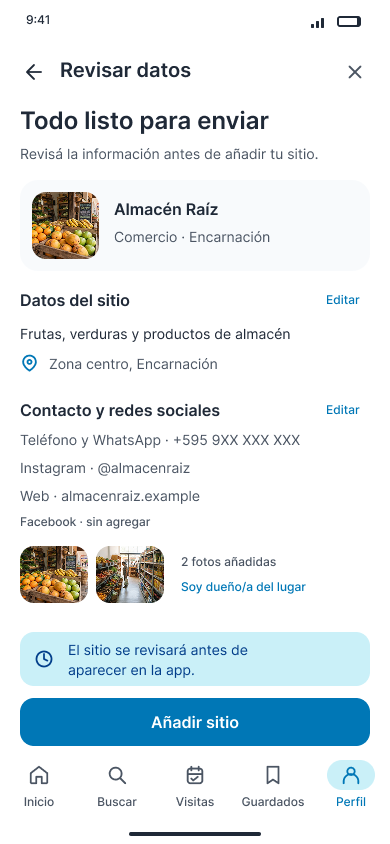 9:41
Revisar datos
Todo listo para enviar
Revisá la información antes de añadir tu sitio.
Almacén Raíz
Comercio · Encarnación
Datos del sitio
Editar
Frutas, verduras y productos de almacén
Zona centro, Encarnación
Contacto y redes sociales
Editar
Teléfono y WhatsApp · +595 9XX XXX XXX
Instagram · @almacenraiz
Web · almacenraiz.example
Facebook · sin agregar
2 fotos añadidas
Soy dueño/a del lugar
El sitio se revisará antes de
aparecer en la app.
Añadir sitio
Inicio
Buscar
Visitas
Guardados
Perfil